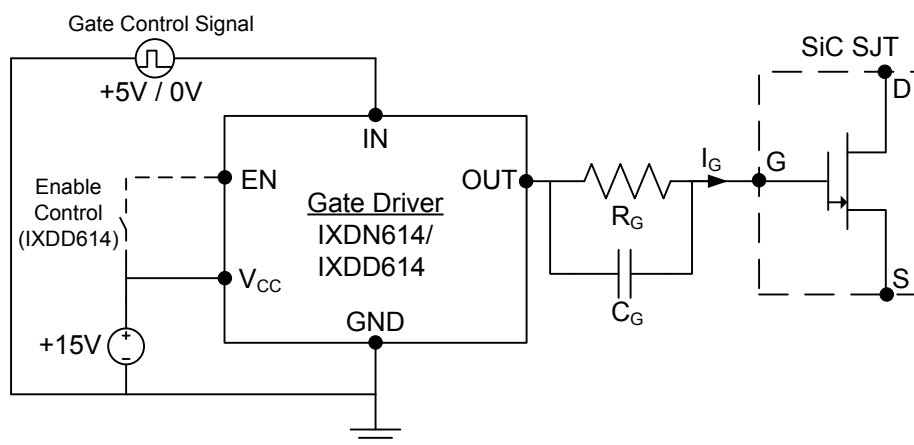 Gate Control Signal
+5V / 0V
SiC SJT
D
IN
EN
OUT
I_G
G
Enable
Control
(IXDD614)
Gate Driver
IXDN614/
IXDD614
R_G
V_CC
S
C_G
GND
+15V
+
–